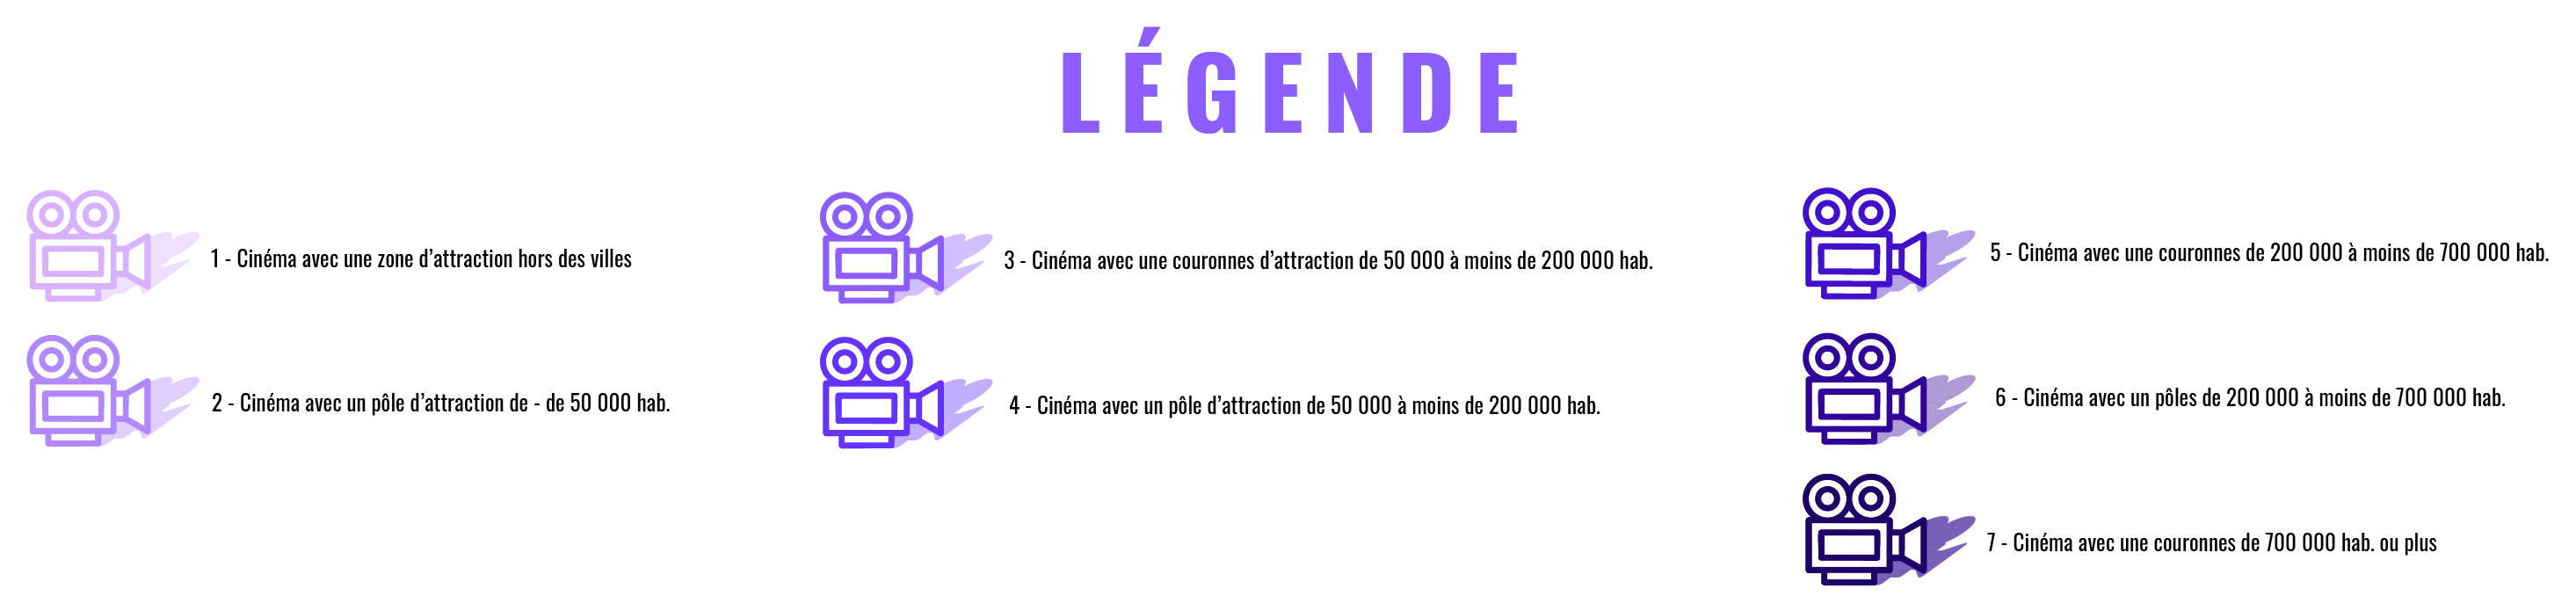 LÉGENDE
1 - Cinéma avec une zone d’attraction hors des villes
2 - Cinéma avec un pôle d’attraction de - de 50 000 hab.
3 - Cinéma avec une couronnes d’attraction de 50 000 à moins de 200 000 hab.
4 - Cinéma avec un pôle d’attraction de 50 000 à moins de 200 000 hab.
5 - Cinéma avec une couronnes de 200 000 à moins de 700 000 hab.
6 - Cinéma avec un pôles de 200 000 à moins de 700 000 hab.
7 - Cinéma avec une couronnes de 700 000 hab. ou plus